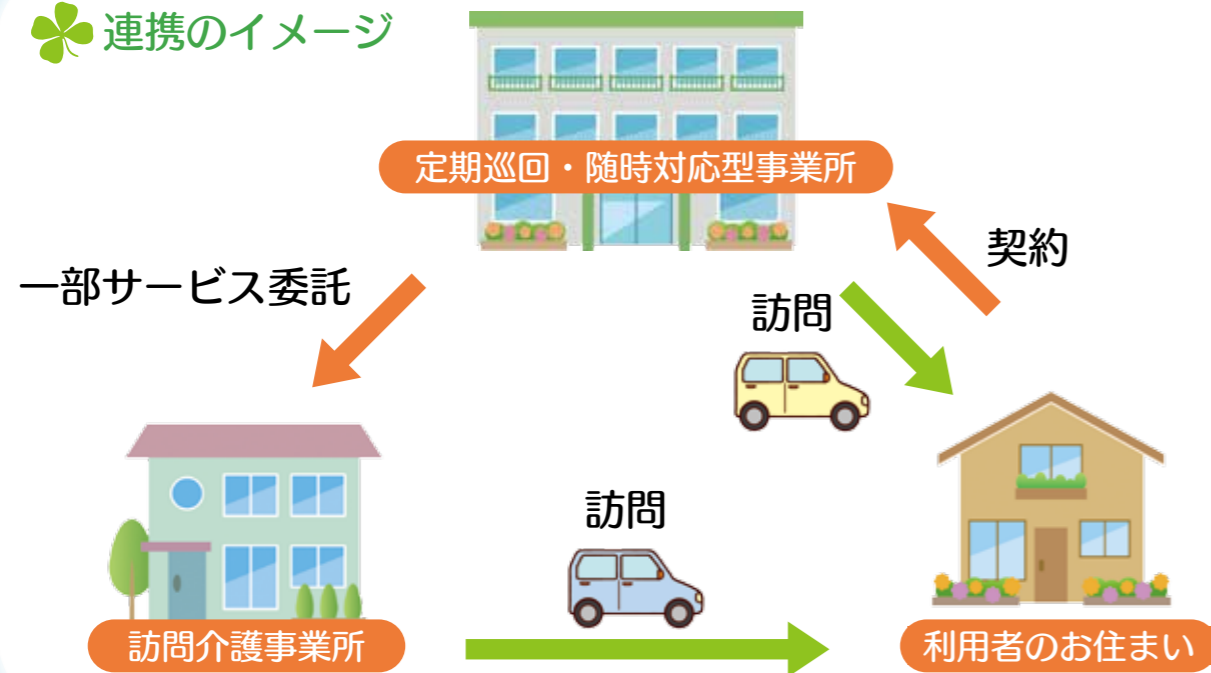 連携のイメージ
定期巡回・随時対応型事業所
契約
一部サービス委託
訪問
訪問
訪問介護事業所
利用者のお住まい